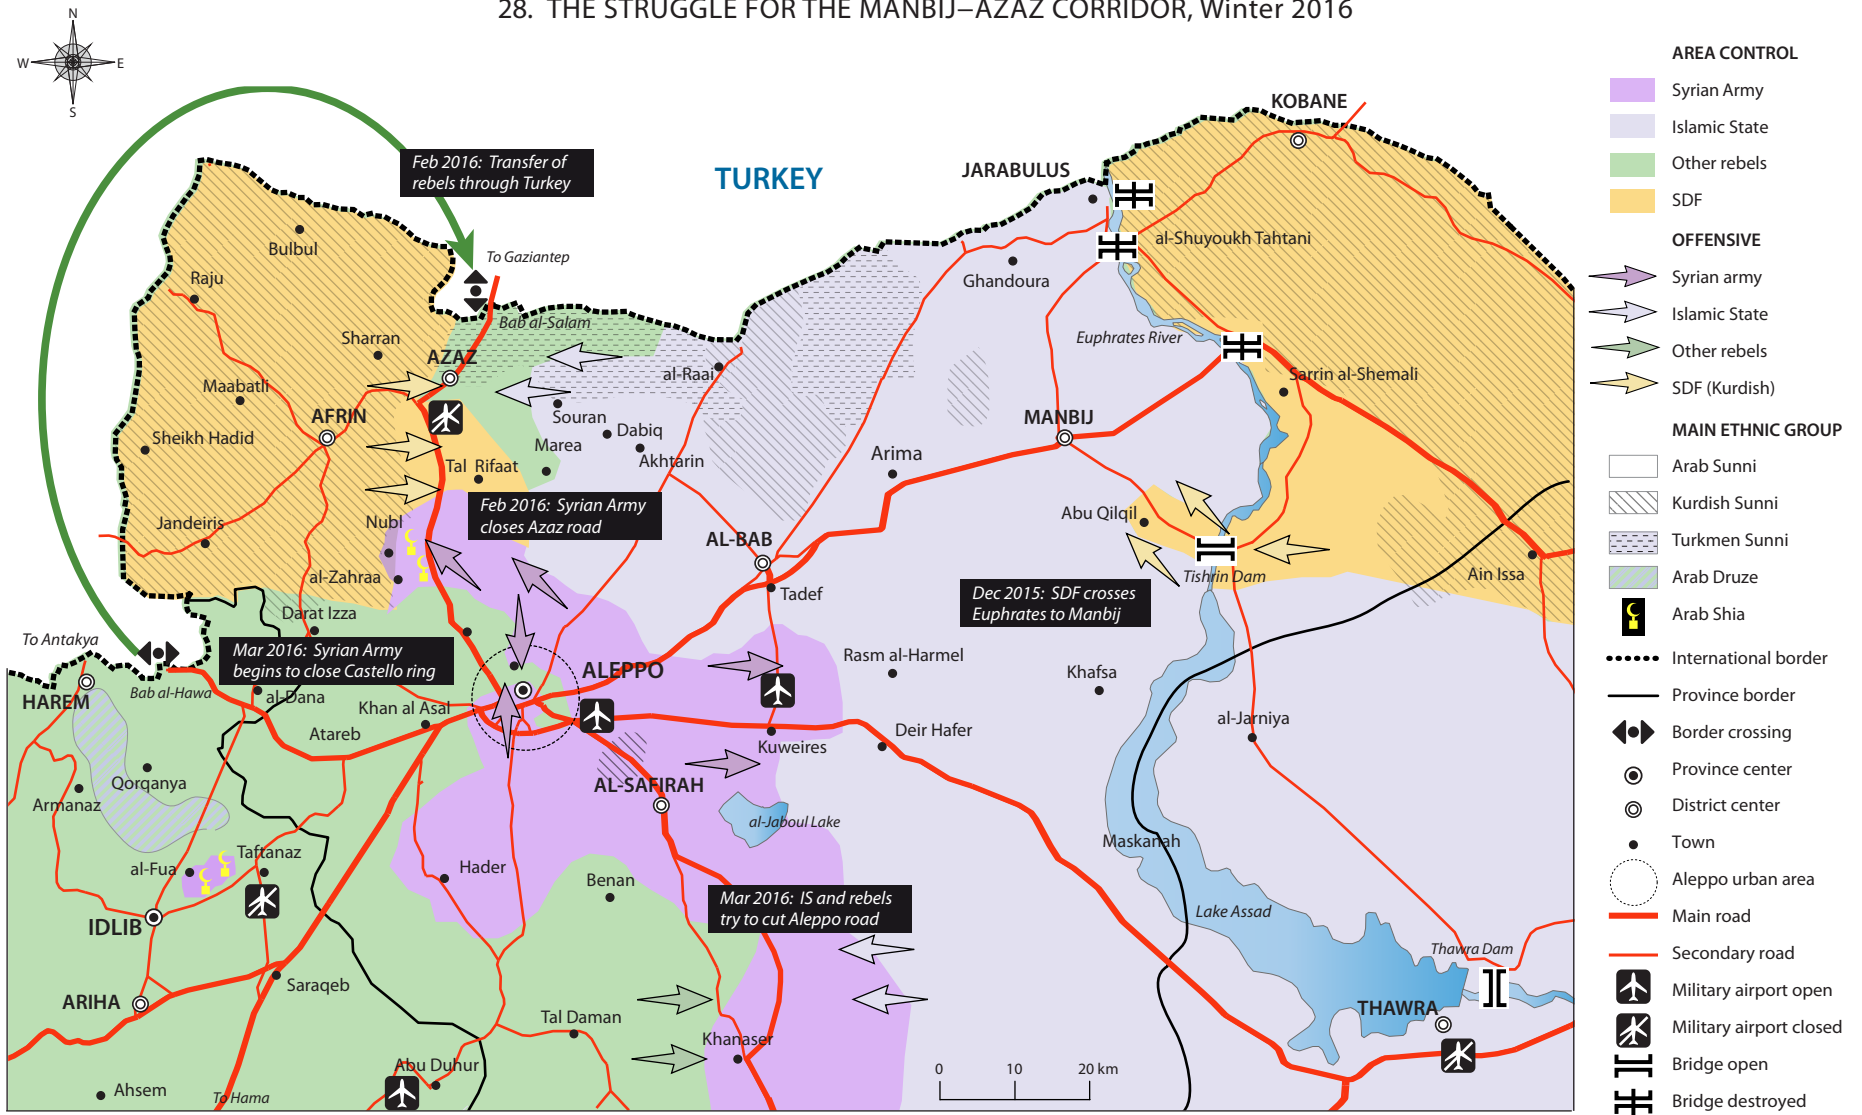 28. THE STRUGGLE FOR THE MANBIJ–AZAZ CORRIDOR, Winter 2016
N
W
E
S
TURKEY
Feb 2016: Transfer of
rebels through Turkey
To Gaziantep
Bab al-Salam
KOBANE
JARABULUS
al-Shuyoukh Tahtani
Ghandoura
Euphrates River
Sarrin al-Shemali
Bulbul
Raju
Sharran
AZAZ
Maabatli
AFRIN
Sheikh Hadid
al-Raai
Souran
Dabiq
Marea
Akhtarin
Tal Rifaat
MANBIJ
Arima
Feb 2016: Syrian Army
closes Azaz road
Jandeiris
Nubl
al-Zahraa
AL-BAB
Tadef
Abu Qilqil
Tishrin Dam
Ain Issa
Dec 2015: SDF crosses
Euphrates to Manbij
Darat Izza
To Antakya
Mar 2016: Syrian Army
begins to close Castello ring
HAREM
Bab al-Hawa
al-Dana
Khan al Asal
Atareb
ALEPPO
Rasm al-Harmel
Khafsa
al-Jarniya
Kuweires
Deir Hafer
Qorqanya
Armanaz
AL-SAFIRAH
al-Jaboul Lake
Maskanah
al-Fua
Taftanaz
Hader
Benan
IDLIB
Mar 2016: IS and rebels
try to cut Aleppo road
Lake Assad
Thawra Dam
Saraqeb
ARIHA
Tal Daman
Khanaser
THAWRA
Abu Duhur
Ahsem
To Hama
0
10
20 km
AREA CONTROL
Syrian Army
Islamic State
Other rebels
SDF
OFFENSIVE
Syrian army
Islamic State
Other rebels
SDF (Kurdish)
MAIN ETHNIC GROUP
Arab Sunni
Kurdish Sunni
Turkmen Sunni
Arab Druze
Arab Shia
International border
Province border
Border crossing
Province center
District center
Town
Aleppo urban area
Main road
Secondary road
Military airport open
Military airport closed
Bridge open
Bridge destroyed